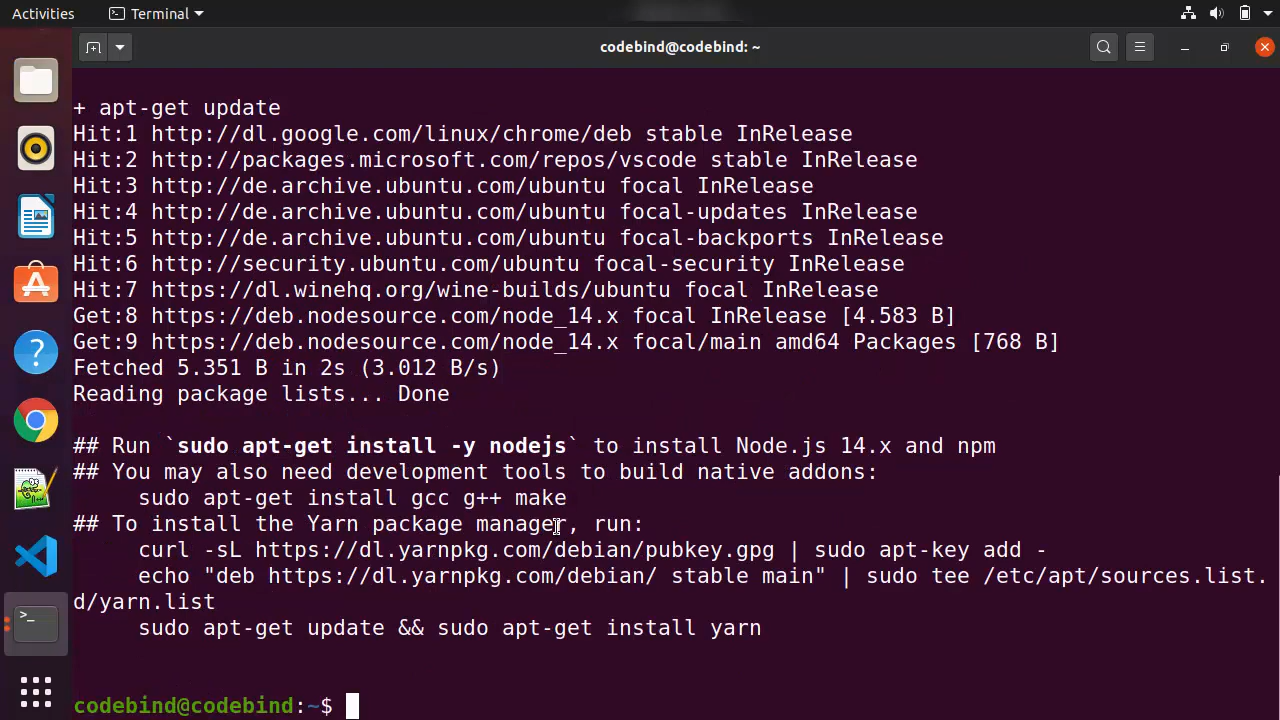 Activities
Terminal
codebind@codebind: ~
+ apt-get update
Hit:1 http://dl.google.com/linux/chrome/deb stable InRelease
Hit:2 http://packages.microsoft.com/repos/vscode stable InRelease
Hit:3 http://de.archive.ubuntu.com/ubuntu focal InRelease
Hit:4 http://de.archive.ubuntu.com/ubuntu focal-updates InRelease
Hit:5 http://de.archive.ubuntu.com/ubuntu focal-backports InRelease
Hit:6 http://security.ubuntu.com/ubuntu focal-security InRelease
Hit:7 https://dl.winehq.org/wine-builds/ubuntu focal InRelease
Get:8 https://deb.nodesource.com/node_14.x focal InRelease [4.583 B]
Get:9 https://deb.nodesource.com/node_14.x focal/main amd64 Packages [768 B]
Fetched 5.351 B in 2s (3.012 B/s)
Reading package lists... Done
## Run `sudo apt-get install -y nodejs` to install Node.js 14.x and npm
## You may also need development tools to build native addons:
     sudo apt-get install gcc g++ make
## To install the Yarn package manager, run:
     curl -sL https://dl.yarnpkg.com/debian/pubkey.gpg | sudo apt-key add -
     echo "deb https://dl.yarnpkg.com/debian/ stable main" | sudo tee /etc/apt/sources.list.
d/yarn.list
     sudo apt-get update && sudo apt-get install yarn
codebind@codebind:~$